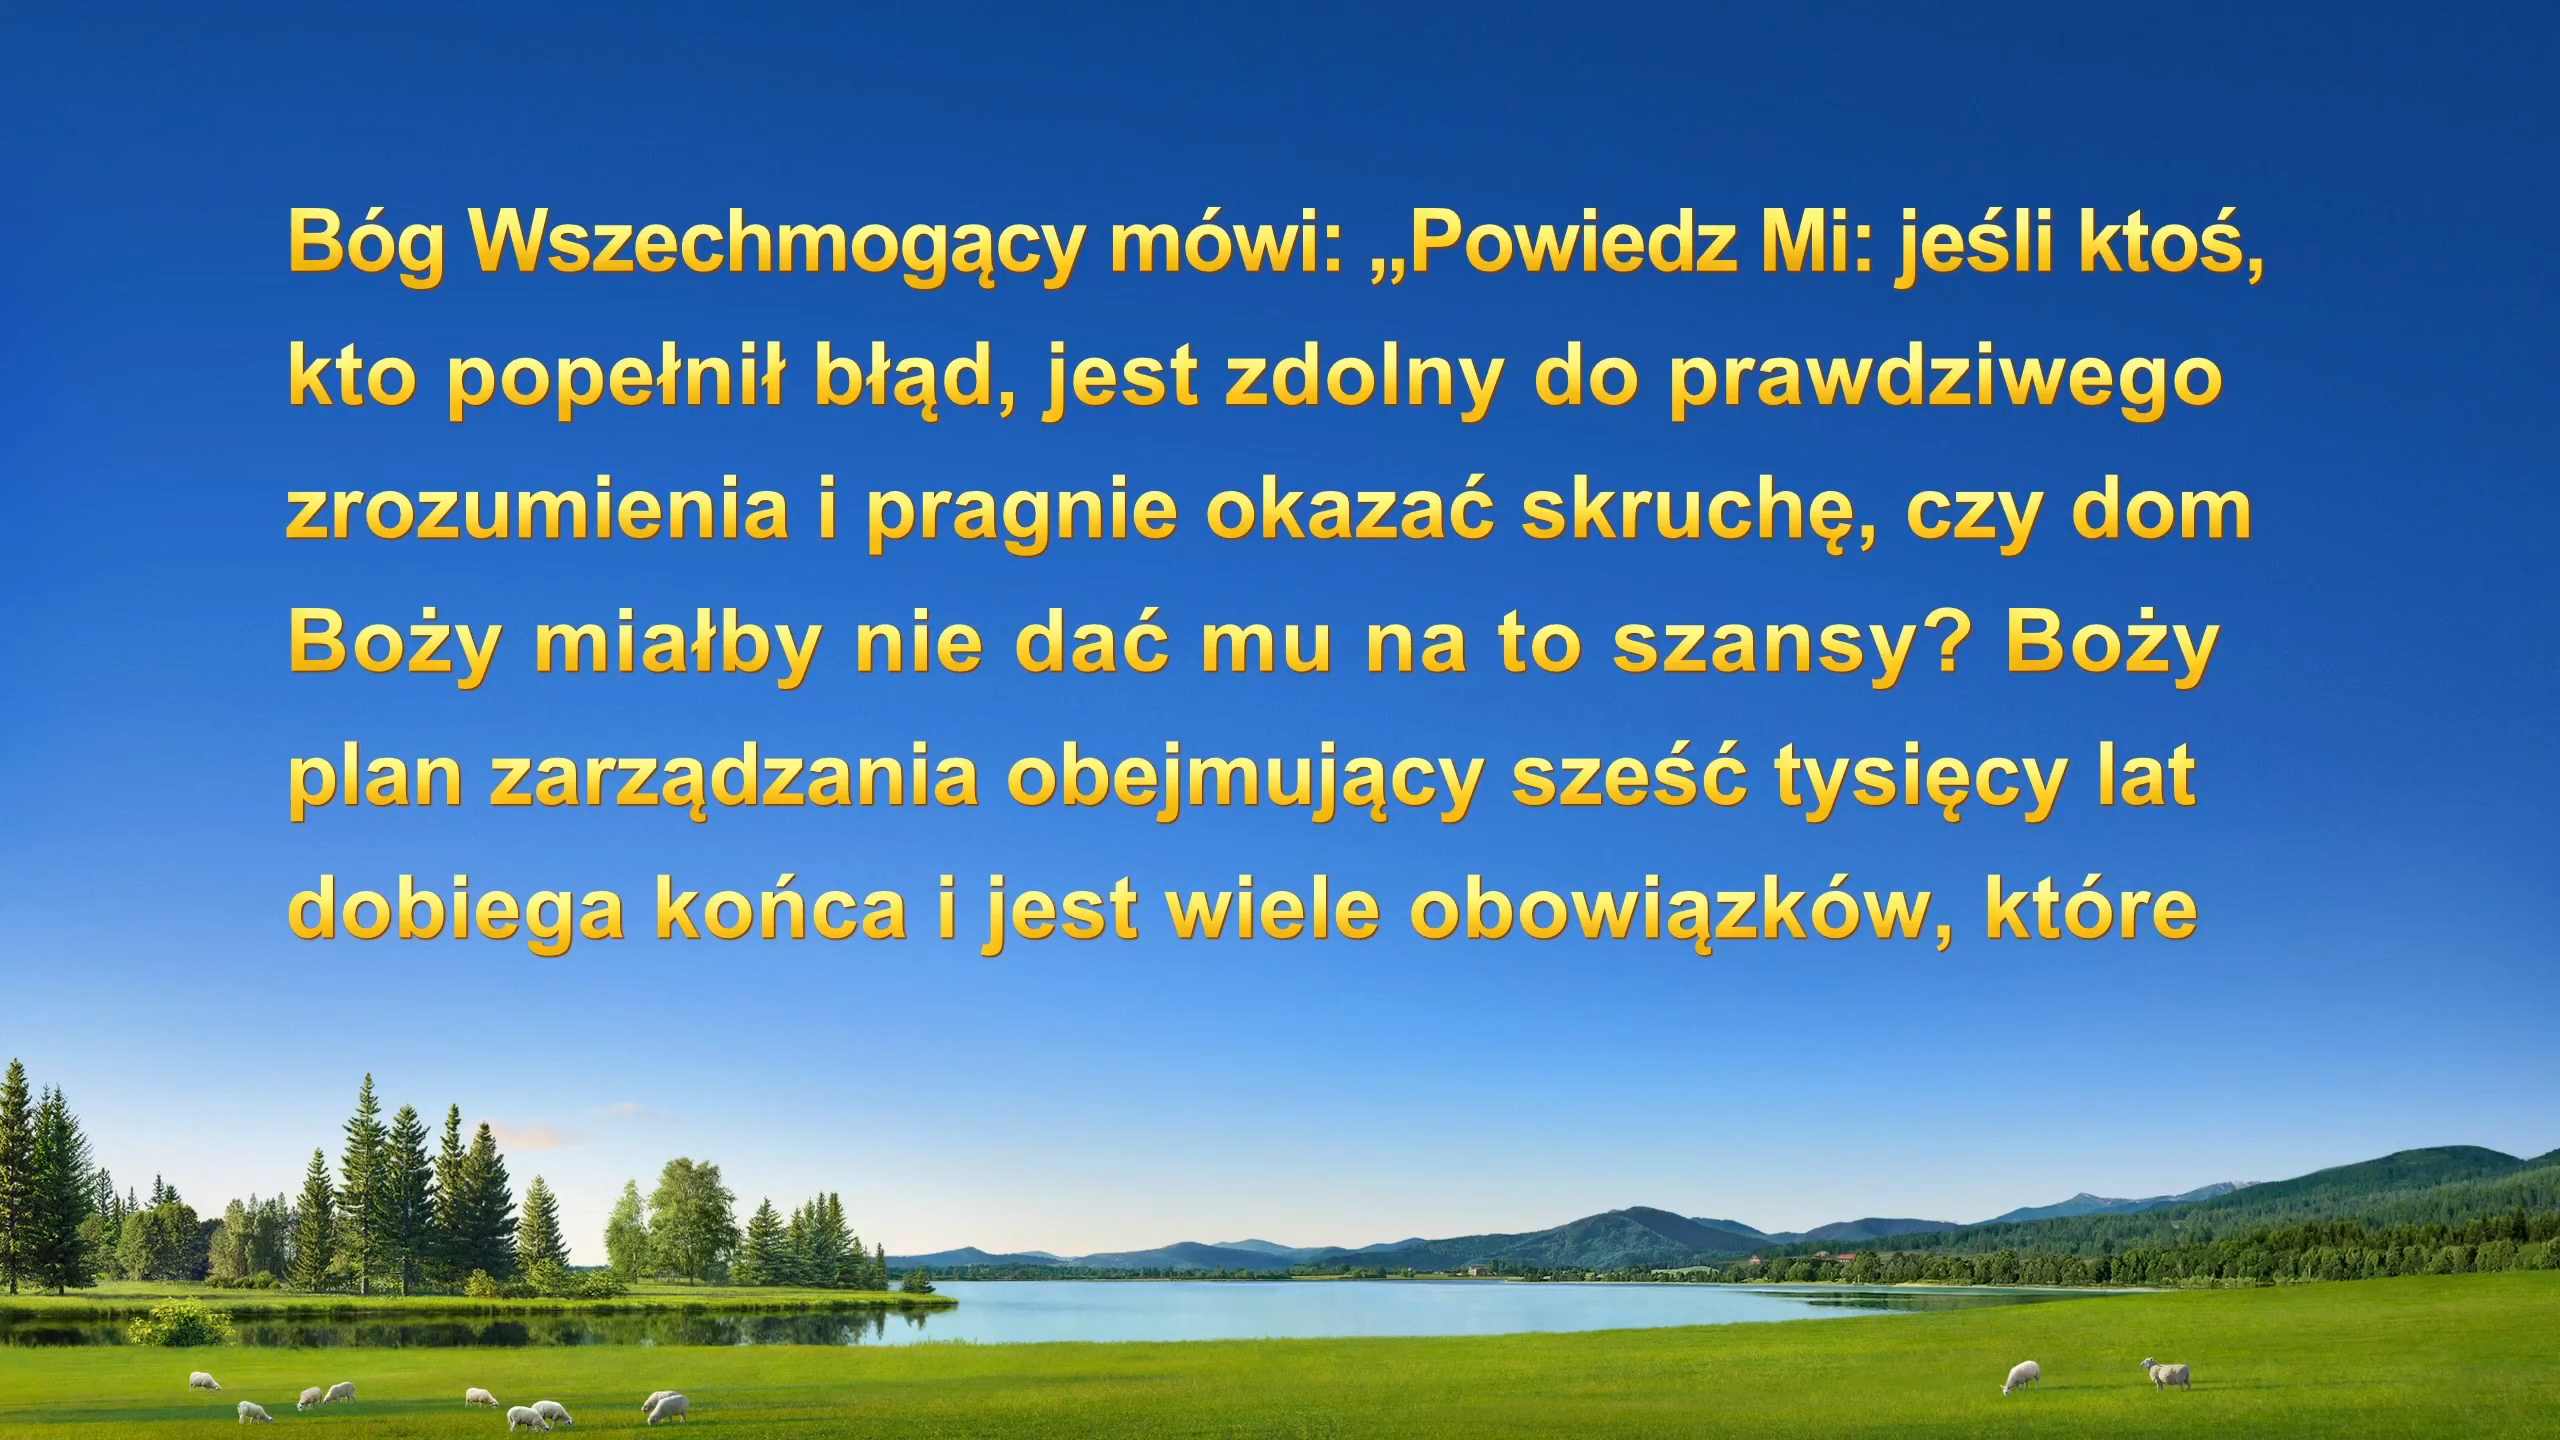 Bóg Wszechmogący mówi: „Powiedz Mi: jeśli ktoś,
kto popełnił błąd, jest zdolny do prawdziwego
zrozumienia i pragnie okazać skruchę, czy dom
Boży miałby nie dać mu na to szansy? Boży
plan zarządzania obejmujący sześć tysięcy lat
dobiega końca i jest wiele obowiązków, które